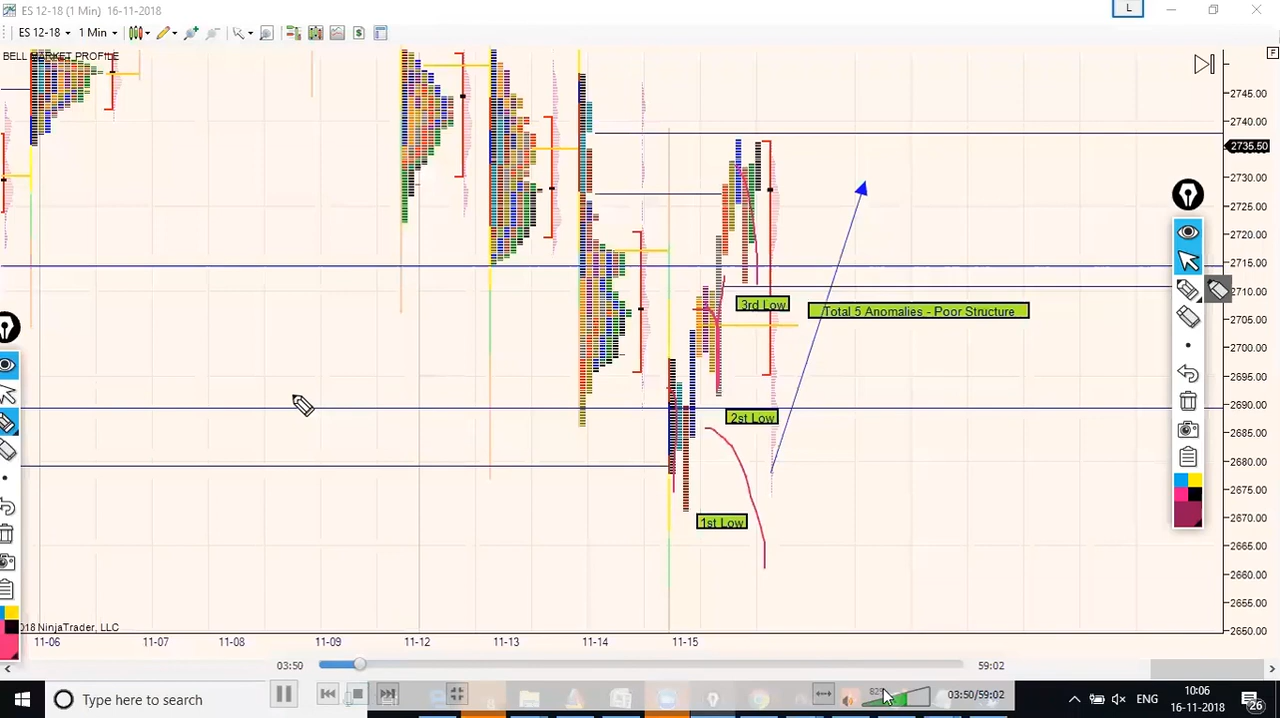 ES 12-18 (1 Min) 16-11-2018
L
ES 12-18
1 Min
BELL MARKET PROFILE
F
2745.00
2740.00
2735.50
2730.00
2725.00
2720.00
2715.00
2710.00
2705.00
2700.00
2695.00
2690.00
2685.00
2680.00
2675.00
2670.00
2665.00
2660.00
2655.00
2650.00
3rd Low
Total 5 Anomalies - Poor Structure
2st Low
1st Low
018 NinjaTrader, LLC
11-06
11-07
11-08
11-09
11-12
11-13
11-14
11-15
03:50
59:02
Type here to search
03:50/59:02
ENG
10:06
16-11-2018
26